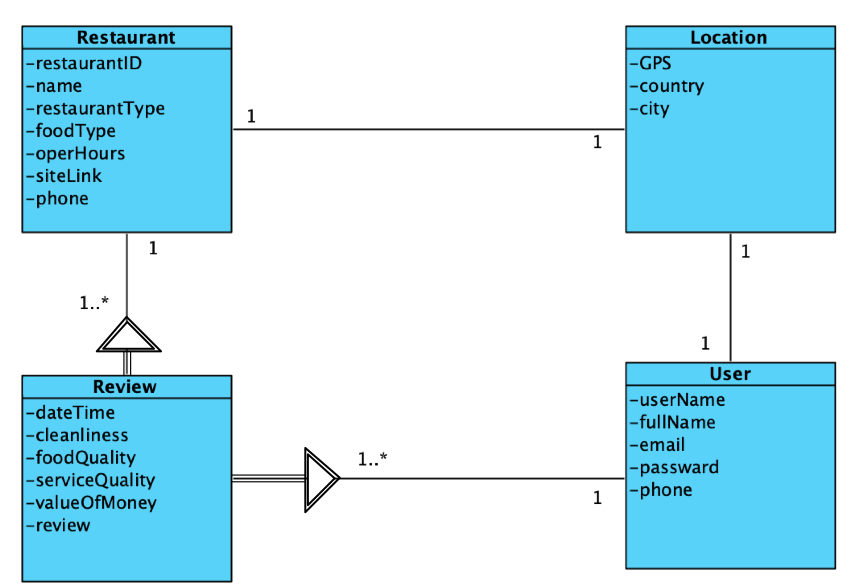 Restaurant
-restaurantID
-name
-restaurantType
-foodType
-operHours
-siteLink
-phone
Location
-GPS
-country
-city
1
1
1
1..*
1
1
Review
-dateTime
-cleanliness
-foodQuality
-serviceQuality
-valueOfMoney
-review
1..*
1
User
-userName
-fullName
-email
-passward
-phone